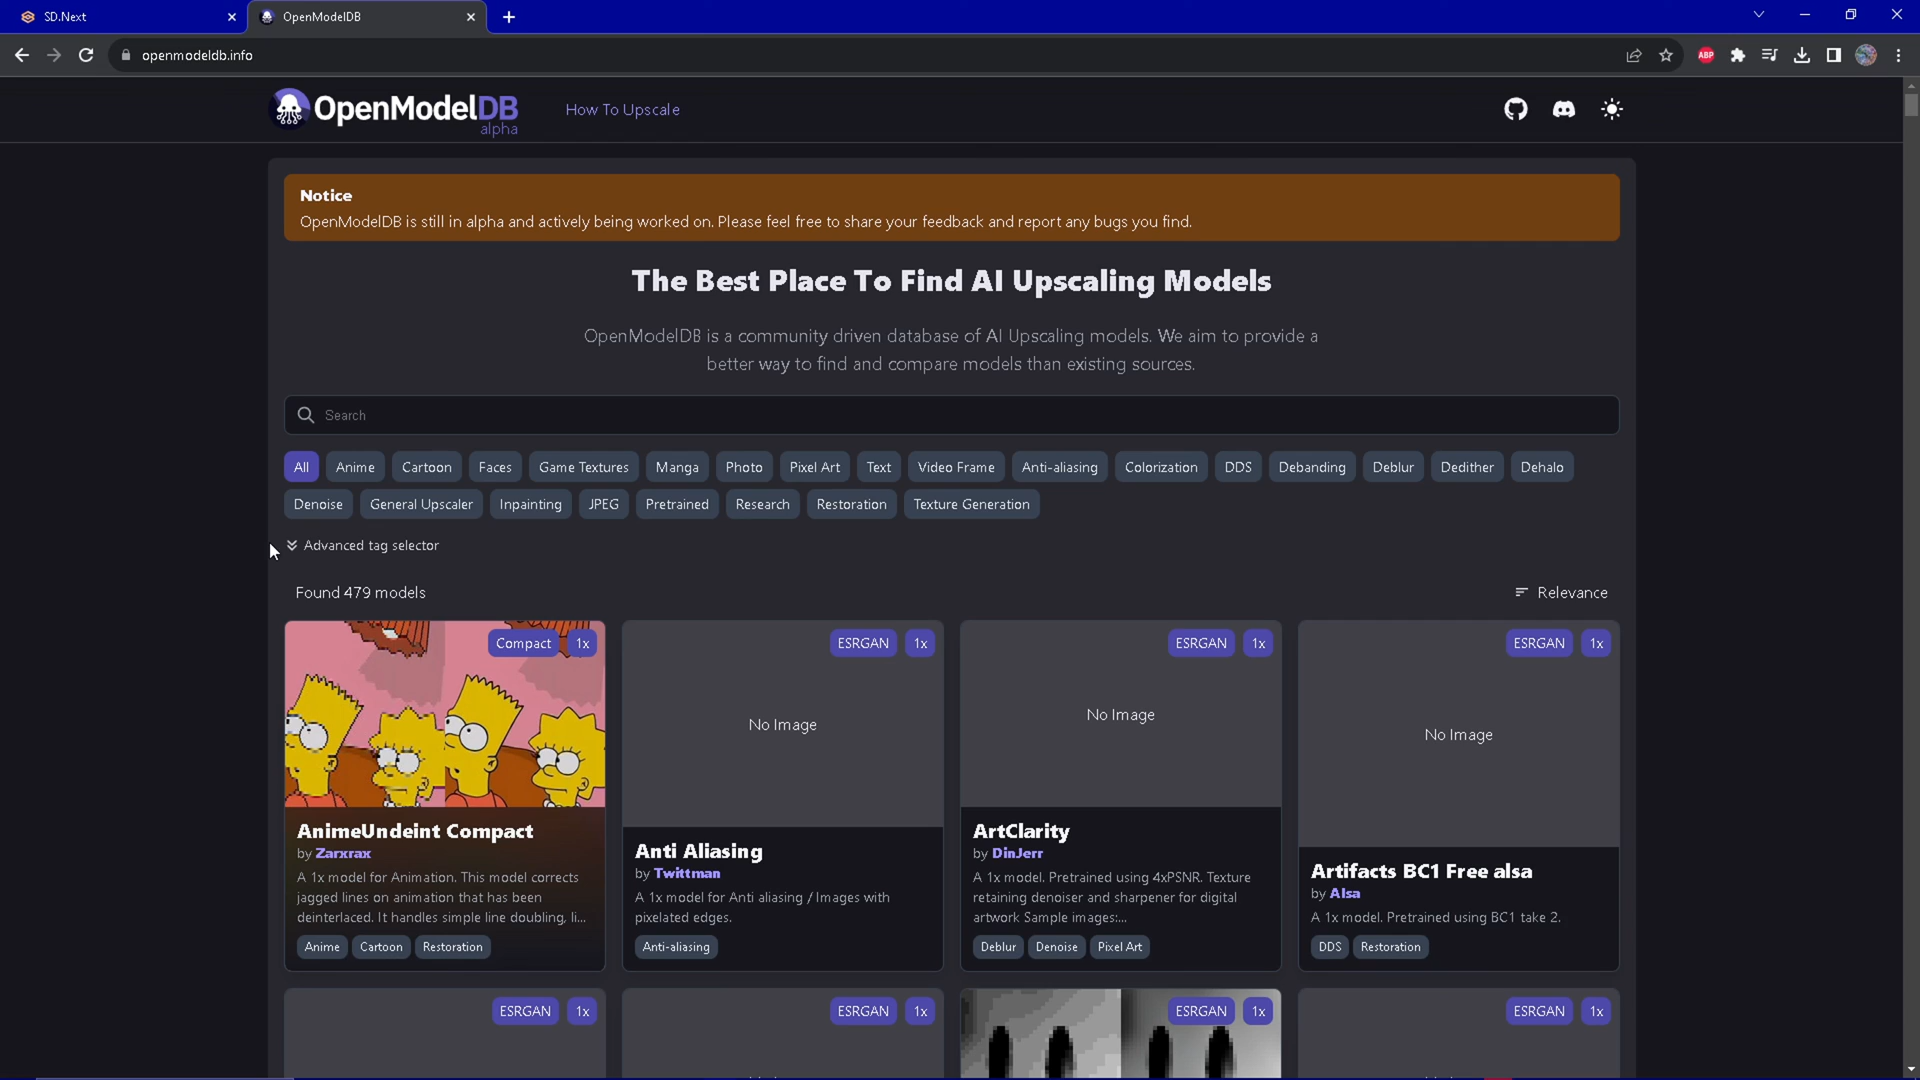 SD.Next
OpenModelDB
openmodeldb.info
ABP
OpenModelDB
alpha
How To Upscale
Notice
OpenModelDB is still in alpha and actively being worked on. Please feel free to share your feedback and report any bugs you find.
The Best Place To Find AI Upscaling Models
OpenModelDB is a community driven database of AI Upscaling models. We aim to provide a
better way to find and compare models than existing sources.
Search
All Anime Cartoon Faces Game Textures Manga Photo Pixel Art Text Video Frame Anti-aliasing Colorization DDS Debanding Deblur Dedither Dehalo
Denoise General Upscaler Inpainting JPEG Pretrained Research Restoration Texture Generation
Advanced tag selector
Found 479 models
Relevance
Compact 1x
AnimeUndeint Compact
by Zarxrax
A 1x model for Animation. This model corrects
jagged lines on animation that has been
deinterlaced. It handles simple line doubling, li...
Anime Cartoon Restoration
ESRGAN 1x
No Image
Anti Aliasing
by Twittman
A 1x model for Anti aliasing / Images with
pixelated edges.
Anti-aliasing
ESRGAN 1x
No Image
ArtClarity
by DinJerr
A 1x model. Pretrained using 4xPSNR. Texture
retaining denoiser and sharpener for digital
artwork Sample images:...
Deblur Denoise Pixel Art
ESRGAN 1x
No Image
Artifacts BC1 Free alsa
by Alsa
A 1x model. Pretrained using BC1 take 2.
DDS Restoration
ESRGAN 1x
ESRGAN 1x
ESRGAN 1x
ESRGAN 1x